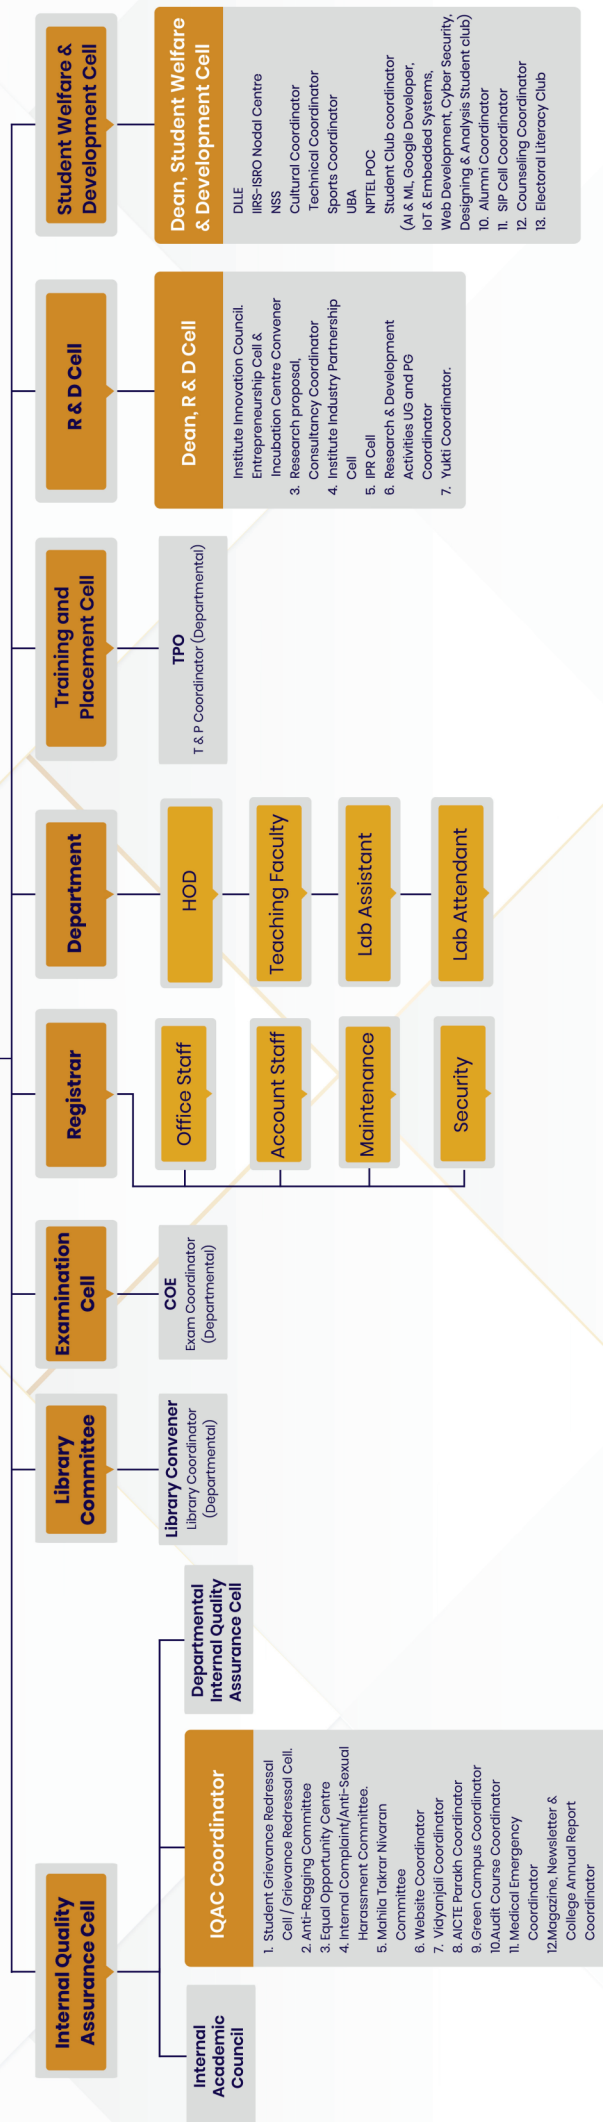 Internal Quality
Assurance Cell
Internal
Academic
Council
IQAC Coordinator
1. Student Grievance Redressal
Cell / Grievance Redressal Cell.
2. Anti-Ragging Committee
3. Equal Opportunity Centre
4. Internal Complaint/Anti-Sexual
Harassment Committee.
5. Mahila Takrar Nivaran
Committee
6. Website Coordinator
7. Vidyanjali Coordinator
8. AICTE Parakh Coordinator
9. Green Campus Coordinator
10.Audit Course Coordinator
11. Medical Emergency
Coordinator
12.Magazine, Newsletter &
College Annual Report
Coordinator
Departmental
Internal Quality
Assurance Cell
Library
Committee
Library Convener
Library Coordinator
(Departmental)
Examination
Cell
COE
Exam Coordinator
(Departmental)
Registrar
Office Staff
Account Staff
Maintenance
Security
Department
HOD
Teaching Faculty
Lab Assistant
Lab Attendant
Training and
Placement Cell
TPO
T & P Coordinator (Departmental)
R & D Cell
Dean, R & D Cell
Institute Innovation Council.
Entrepreneurship Cell &
Incubation Centre Convener
3. Research proposal,
Consultancy Coordinator
4. Institute Industry Partnership
Cell
5. IPR Cell
6. Research & Development
Activities UG and PG
Coordinator
7. Yukti Coordinator.
Student Welfare &
Development Cell
Dean, Student Welfare
& Development Cell
DLLE
IIRS-ISRO Nodal Centre
NSS
Cultural Coordinator
Technical Coordinator
Sports Coordinator
UBA
NPTEL POC
Student Club coordinator
(AI & ML, Google Developer,
IoT & Embedded Systems,
Web Development, Cyber Security,
Designing & Analysis Student club)
10. Alumni Coordinator
11. SIP Cell Coordinator
12. Counseling Coordinator
13. Electoral Literacy Club